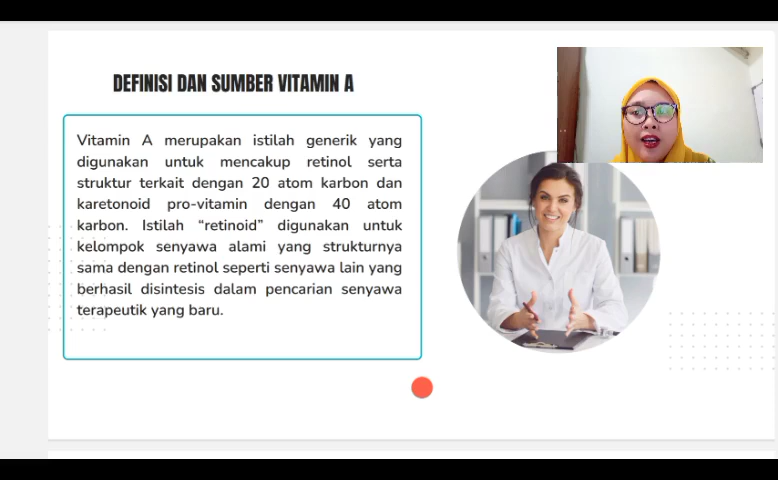 DEFINISI DAN SUMBER VITAMIN A
Vitamin A merupakan istilah generik yang
digunakan untuk mencakup retinol serta
struktur terkait dengan 20 atom karbon dan
karetonoid pro-vitamin dengan 40 atom
karbon. Istilah “retinoid” digunakan untuk
kelompok senyawa alami yang strukturnya
sama dengan retinol seperti senyawa lain yang
berhasil disintesis dalam pencarian senyawa
terapeutik yang baru.